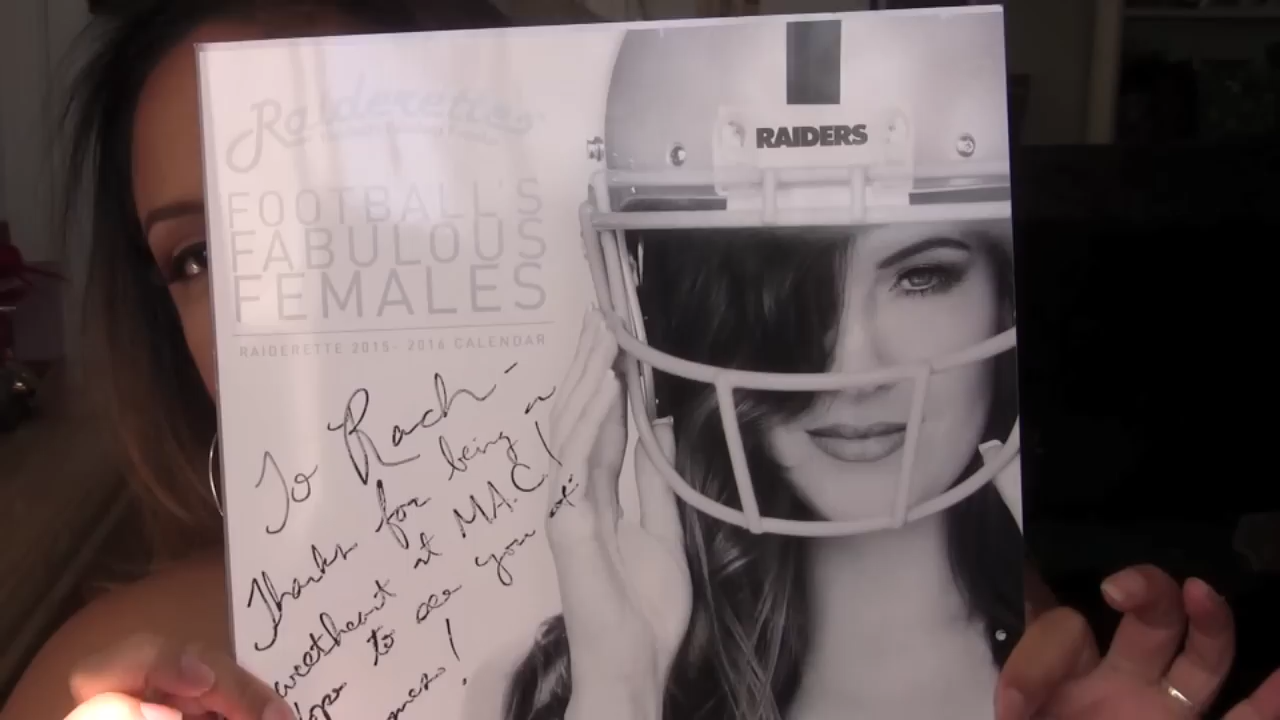 Raiderettes
FOOTBALL'S
FABULOUS
FEMALES
RAIDERETTE 2015-2016 CALENDAR
RAIDERS
To Rach -
Thanks for being a
sweetheart at M.A.C.!
Hope to see you at
games!